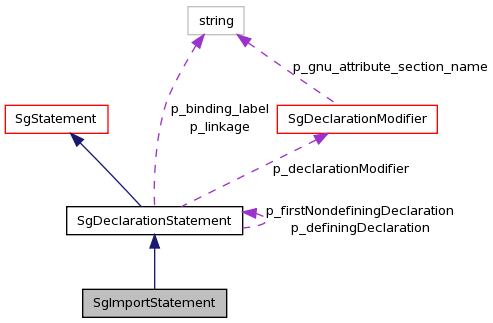 string
p_gnu_attribute_section_name
p_binding_label
p_linkage
SgStatement
SgDeclarationModifier
p_declarationModifier
SgDeclarationStatement
p_firstNondefiningDeclaration
p_definingDeclaration
SgImportStatement